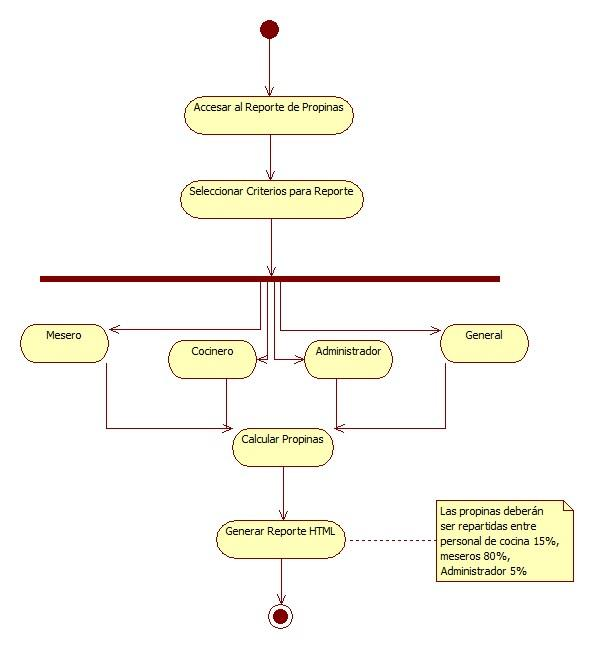 Accesar al Reporte de Propinas
Seleccionar Criterios para Reporte
Mesero
Cocinero
Administrador
General
Calcular Propinas
Generar Reporte HTML
Las propinas deberán
ser repartidas entre
personal de cocina 15%,
meseros 80%,
Administrador 5%